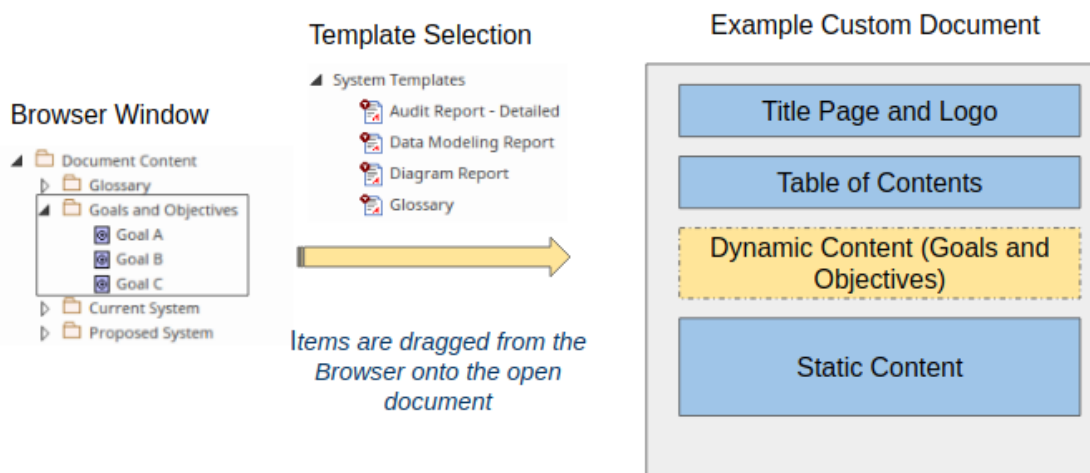 Browser Window
Document Content
Glossary
Goals and Objectives
Goal A
Goal B
Goal C
Current System
Proposed System
Template Selection
System Templates
Audit Report - Detailed
Data Modeling Report
Diagram Report
Glossary
Items are dragged from the
Browser onto the open
document
Example Custom Document
Title Page and Logo
Table of Contents
Dynamic Content (Goals and
Objectives)
Static Content